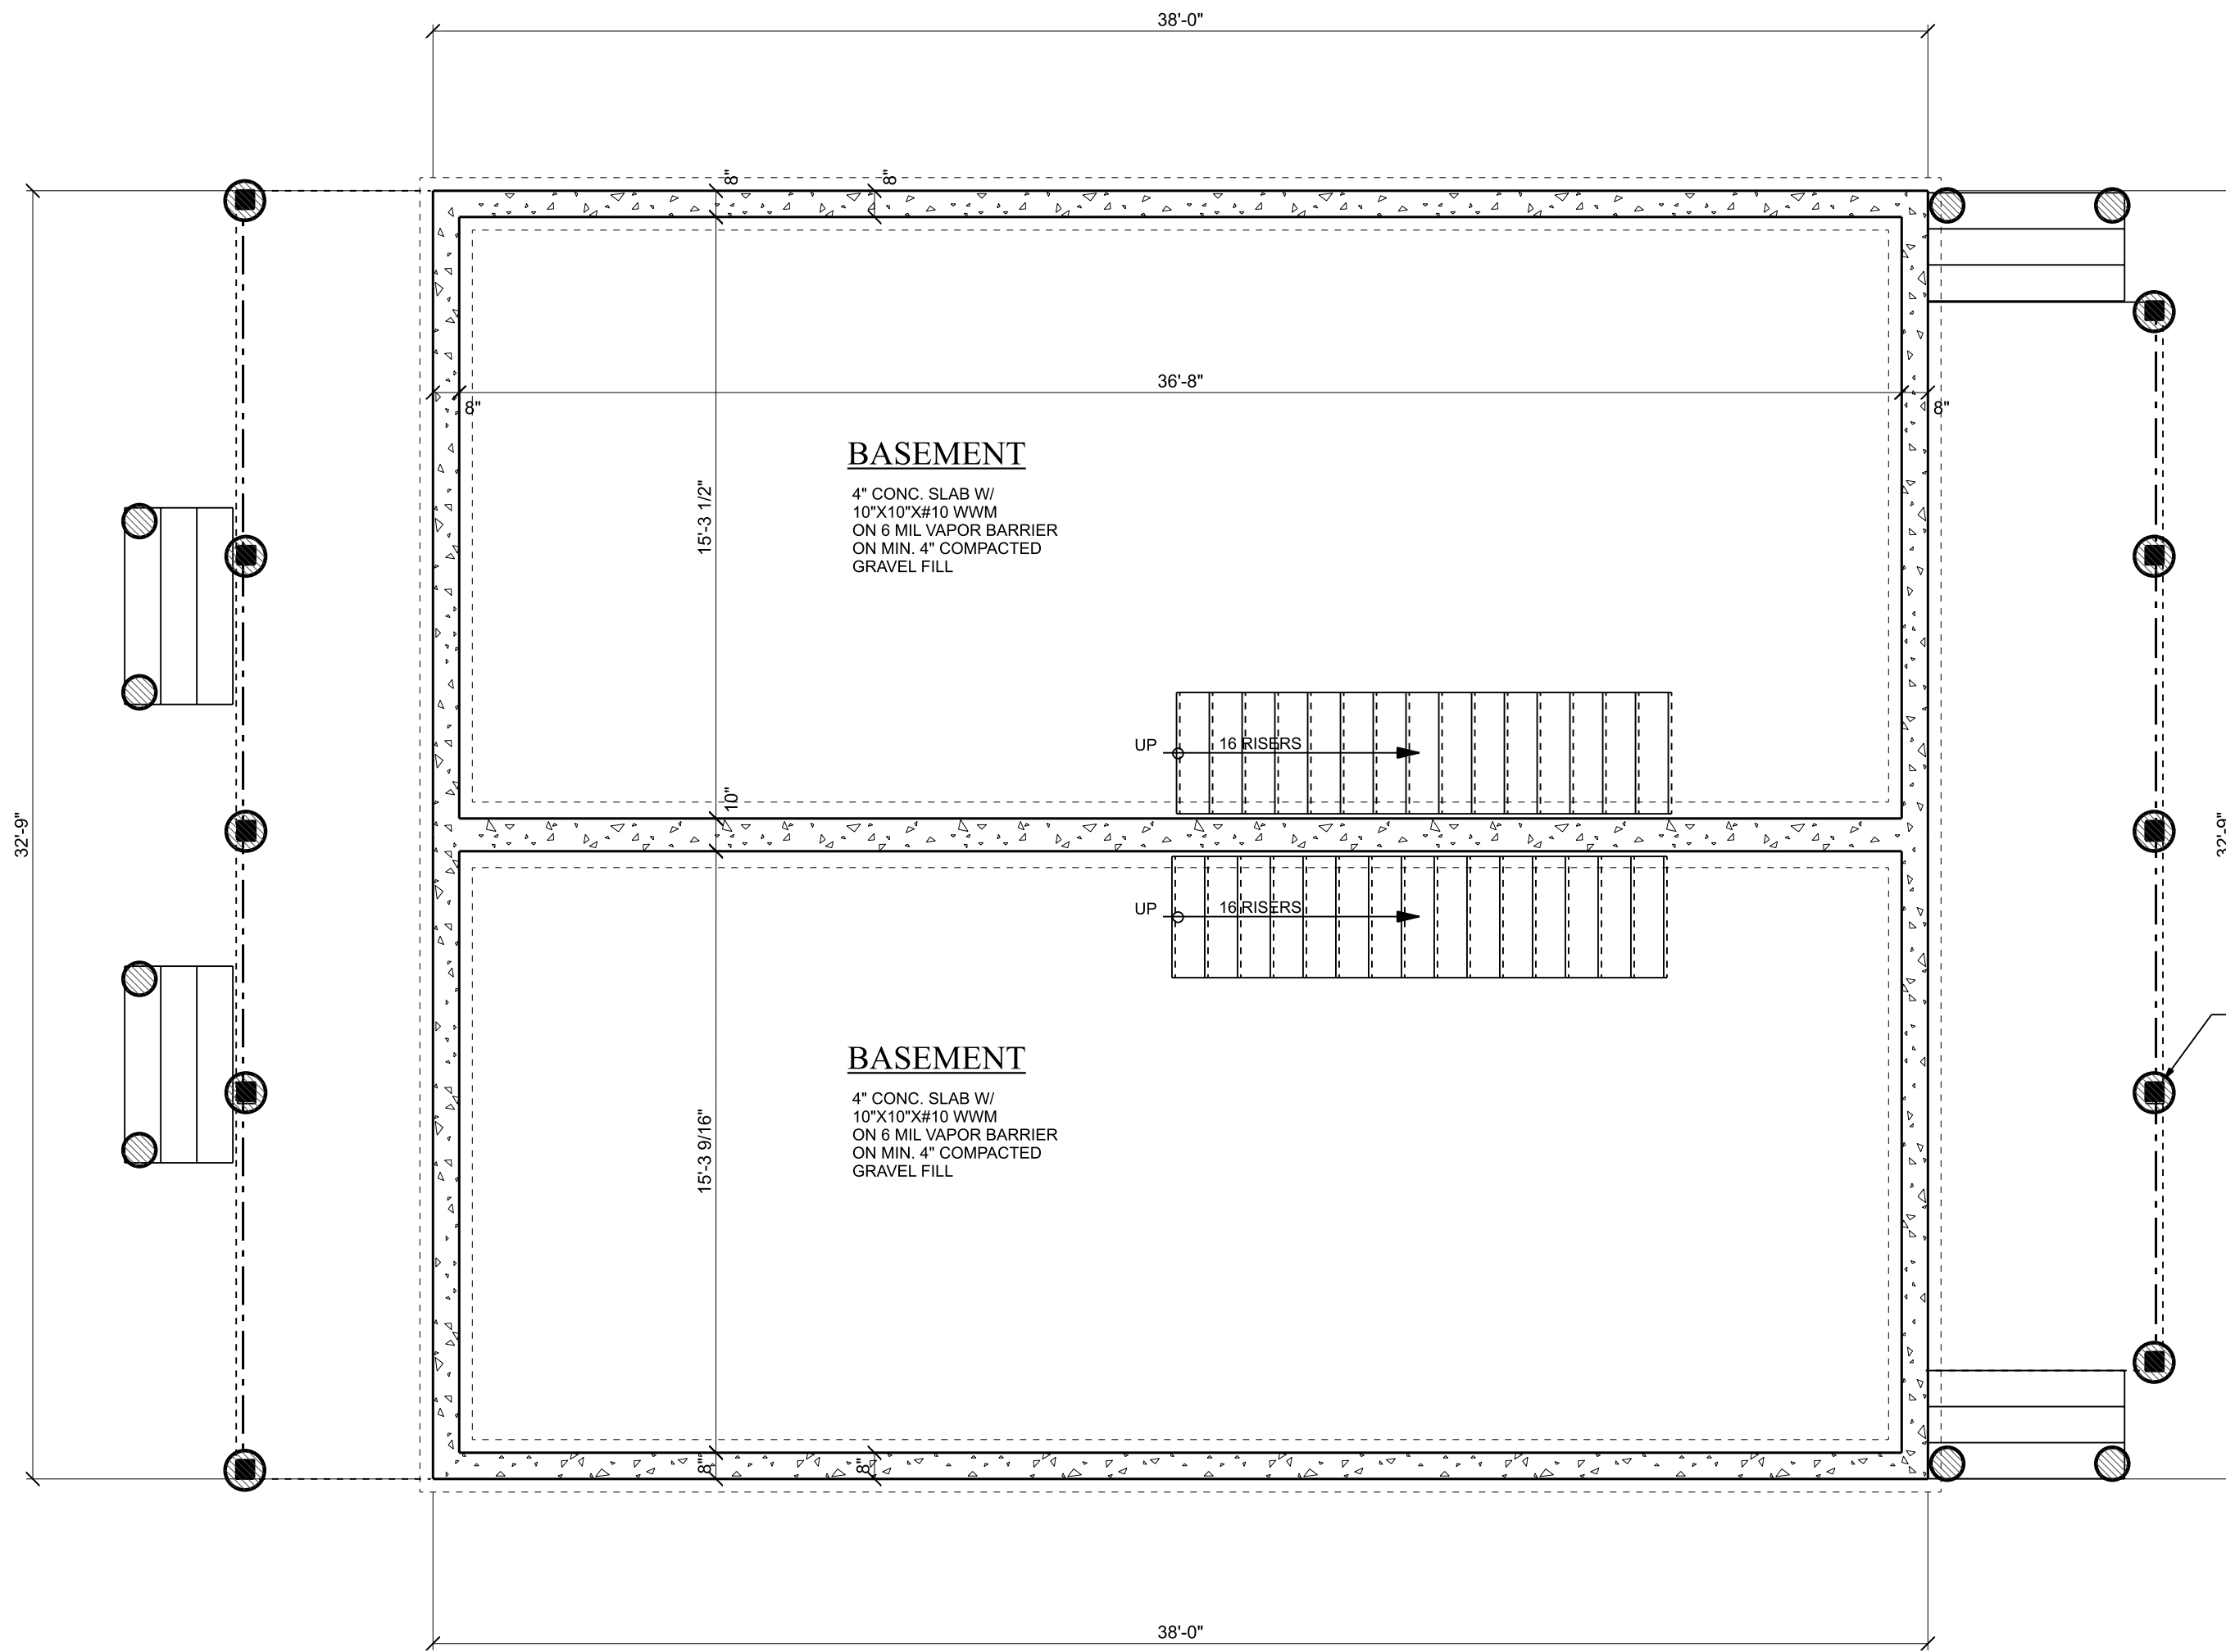 38'-0"
8"
8"
36'-8"
8"
8"
BASEMENT
4" CONC. SLAB W/
10"X10"X#10 WWM
ON 6 MIL VAPOR BARRIER
ON MIN. 4" COMPACTED
GRAVEL FILL
15'-3 1/2"
UP
16 RISERS
10"
32'-9"
32'-9"
UP
16 RISERS
BASEMENT
4" CONC. SLAB W/
10"X10"X#10 WWM
ON 6 MIL VAPOR BARRIER
ON MIN. 4" COMPACTED
GRAVEL FILL
15'-3 9/16"
8"
8"
38'-0"